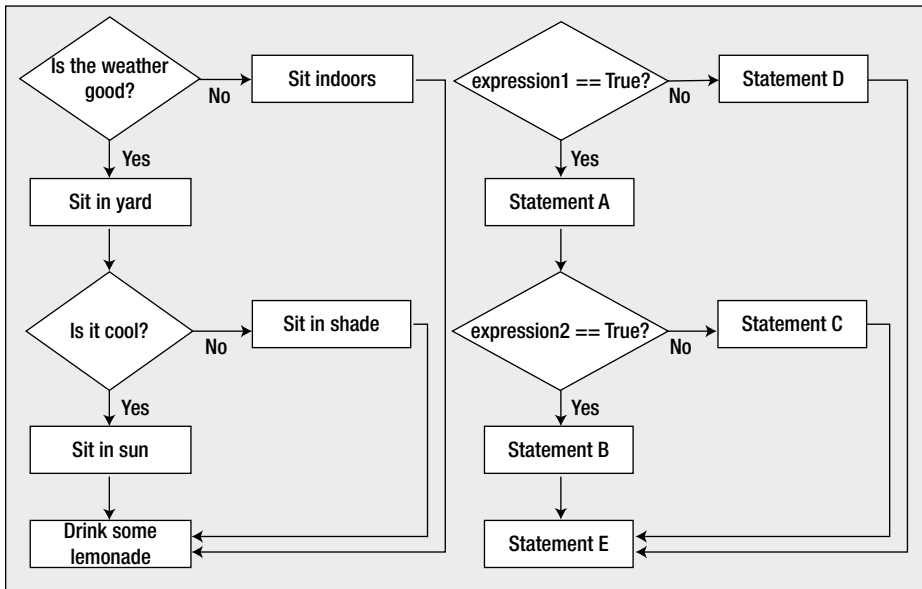 Is the weather
good?
No
Sit indoors
Yes
Sit in yard
Is it cool?
No
Sit in shade
Yes
Sit in sun
Drink some
lemonade
expression1 == True?
No
Statement D
Yes
Statement A
expression2 == True?
No
Statement C
Yes
Statement B
Statement E